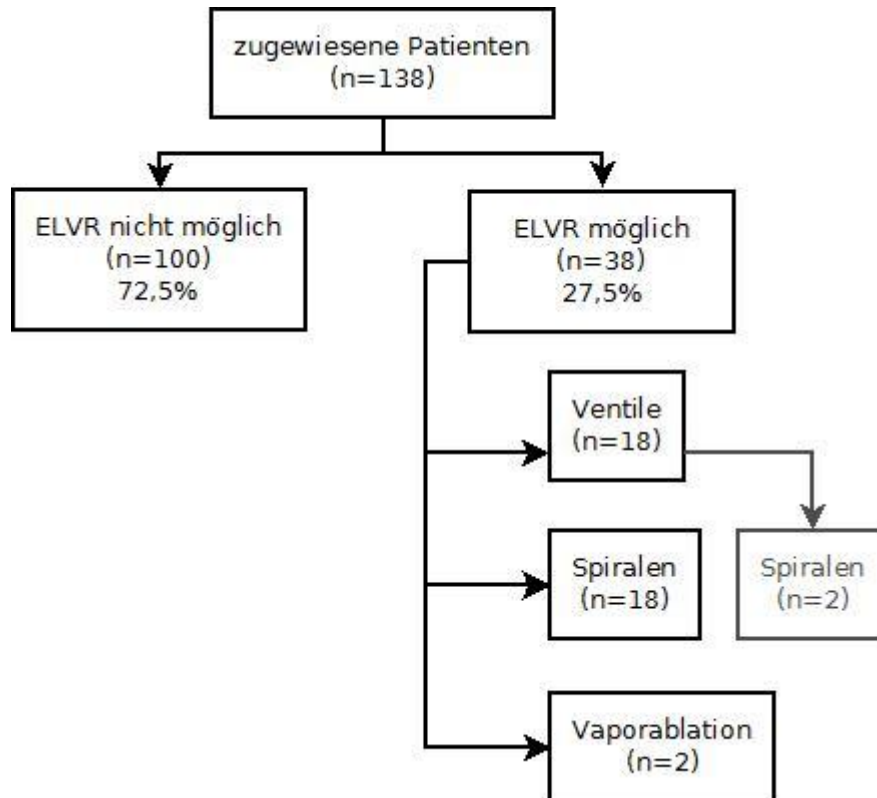 zugewiesene Patienten
(n=138)
ELVR nicht möglich
(n=100)
72,5%
ELVR möglich
(n=38)
27,5%
Ventile
(n=18)
Spiralen
(n=18)
Spiralen
(n=2)
Vaporablation
(n=2)